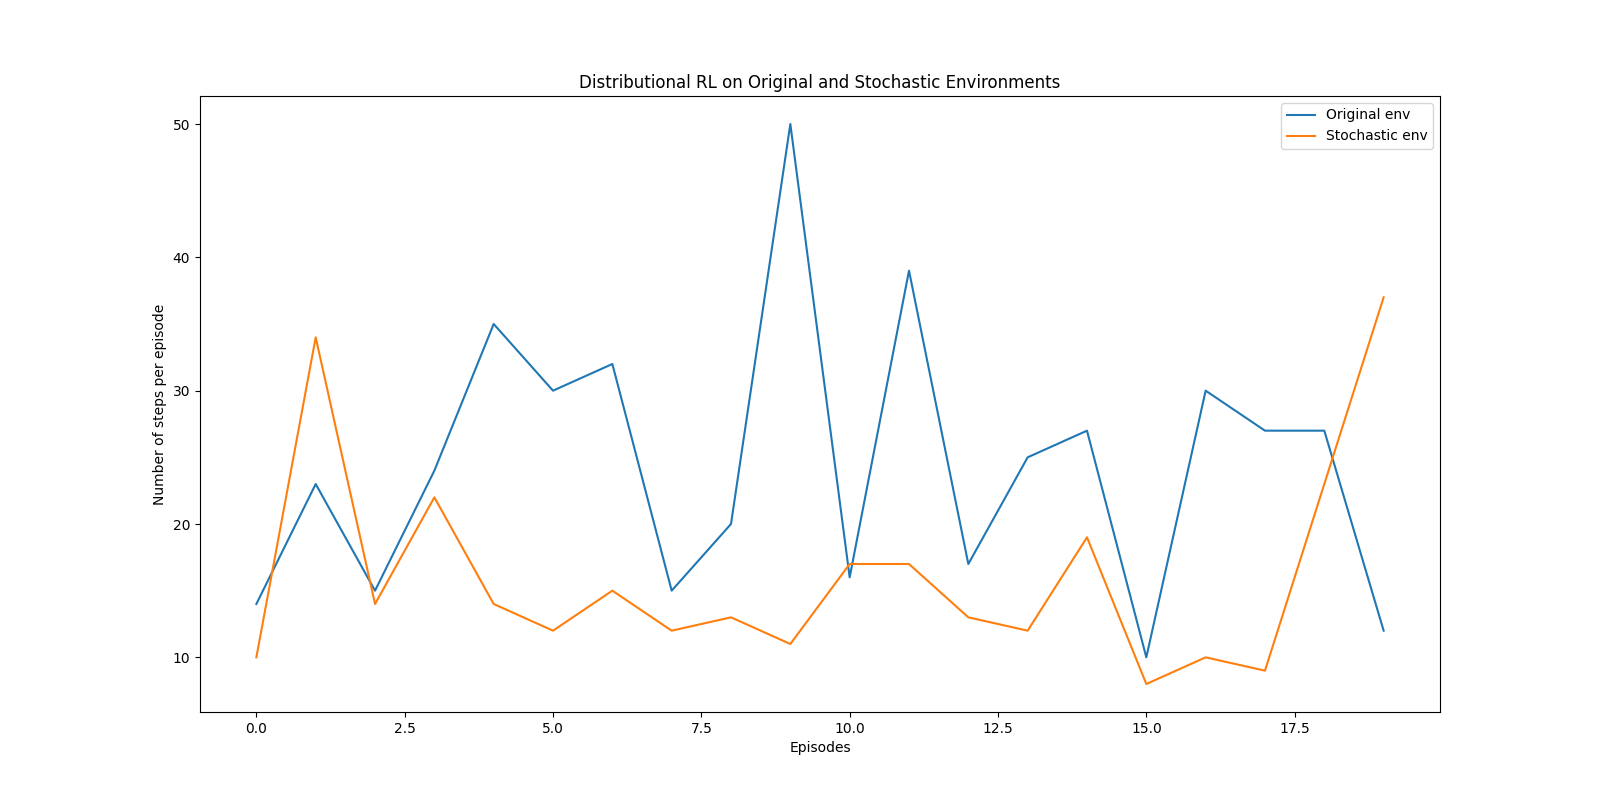 Distributional RL on Original and Stochastic Environments
Original env
Stochastic env
Number of steps per episode
50
40
30
20
10
0.0 2.5 5.0 7.5 10.0 12.5 15.0 17.5
Episodes